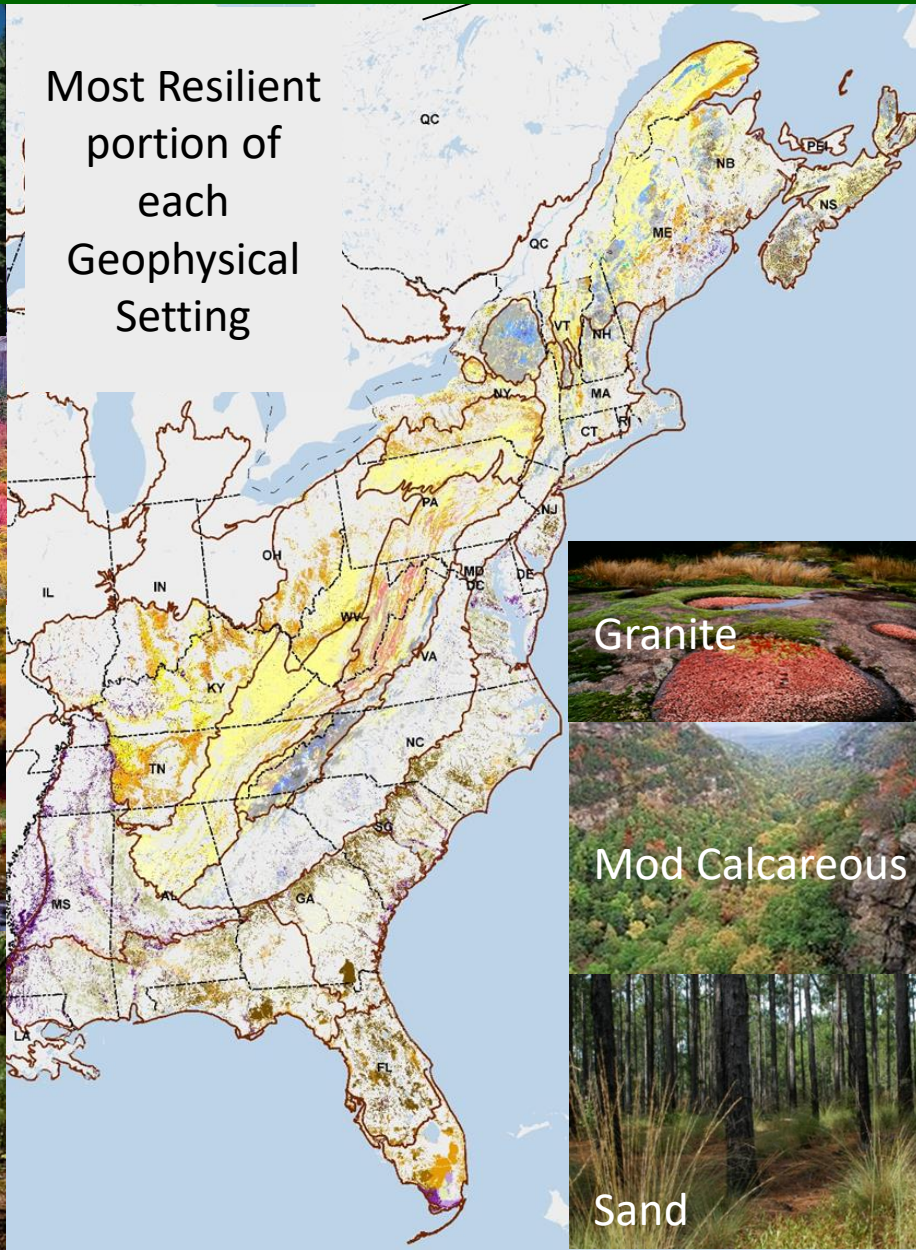 Most Resilient
portion of
each
Geophysical
Setting
QC
NB
PEI
NS
ME
QC
VT
NH
NY
MA
CT
RI
PA
NJ
OH
MD
DC
DE
IL
IN
WV
VA
KY
NC
TN
SC
MS
AL
GA
LA
FL
Granite
Mod Calcareous
Sand